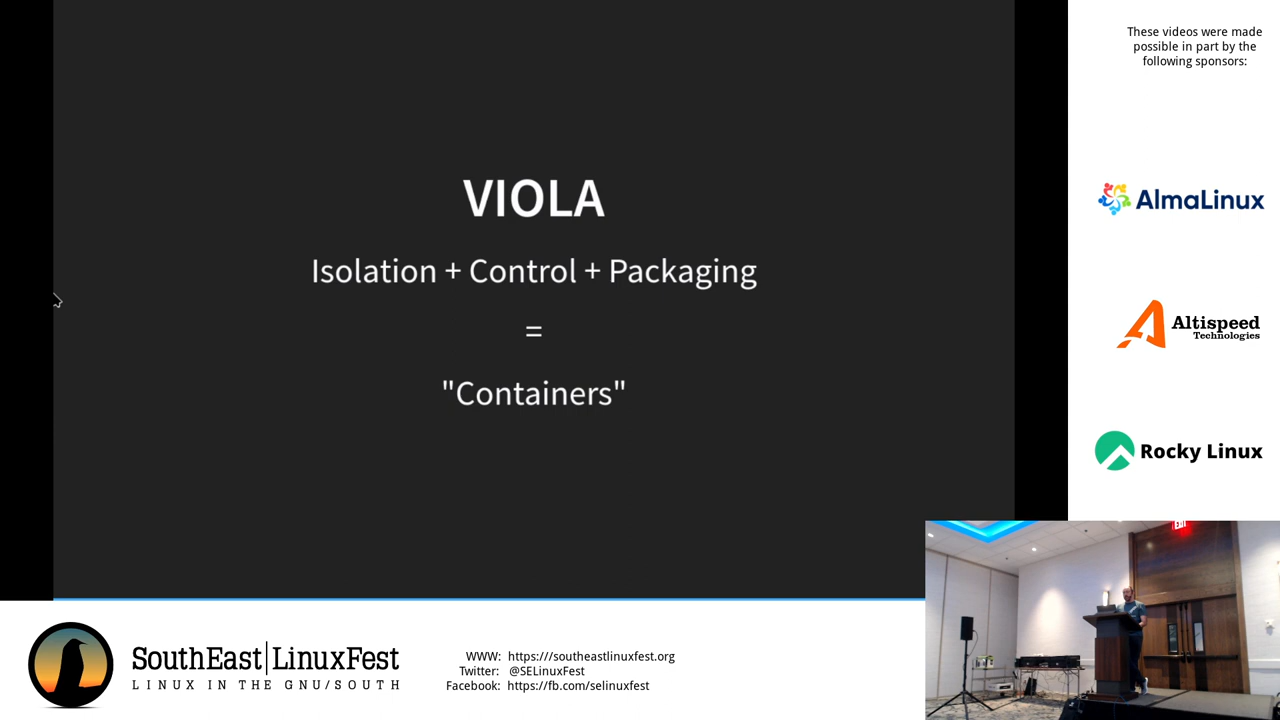 VIOLA
Isolation + Control + Packaging
=
"Containers"
These videos were made
possible in part by the
following sponsors:
AlmaLinux
Altispeed
Technologies
Rocky Linux
EXIT
SouthEast|LinuxFest
LINUX IN THE GNU/SOUTH
WWW: https:///southeastlinuxfest.org
Twitter: @SELinuxFest
Facebook: https://fb.com/selinuxfest